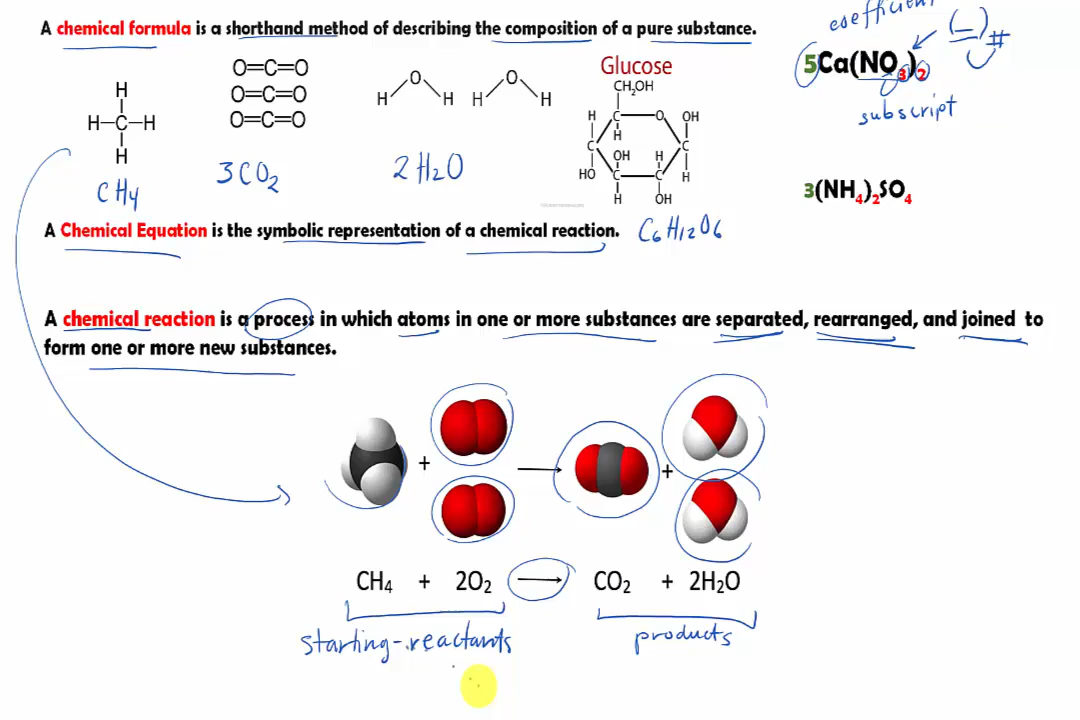 A chemical formula is a shorthand method of describing the composition of a pure substance.
coefficien
(_)#
5Ca(NO₃)₂
subscript
H
H–C–H
H
CH₄
O=C=O
O=C=O
O=C=O
3CO₂
O O
H H H H
2H₂O
Glucose
CH₂OH
H C O OH
H
C OH H C
HO C C H
H OH
3(NH₄)₂SO₄
A Chemical Equation is the symbolic representation of a chemical reaction. C₆H₁₂O₆
A chemical reaction is a process in which atoms in one or more substances are separated, rearranged, and joined to
form one or more new substances.
+ → +
CH₄ + 2O₂ → CO₂ + 2H₂O
starting-reactants products